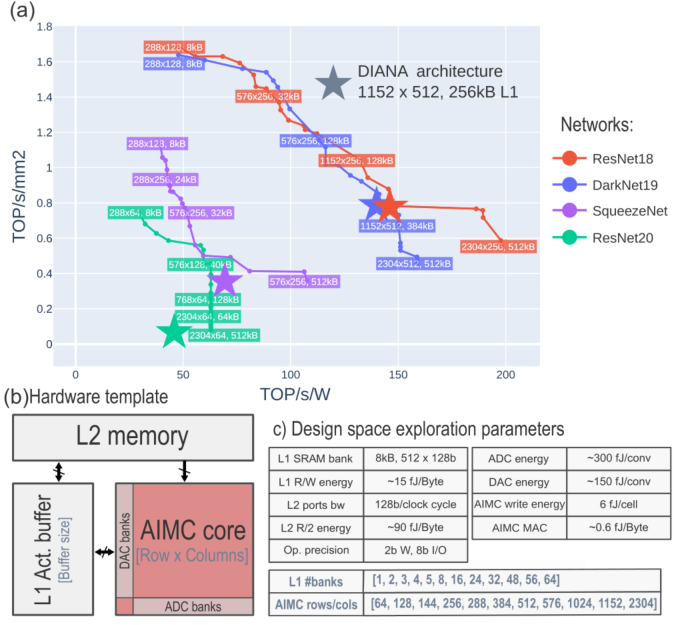 (a)
1.8
1.6
1.4
1.2
1
0.8
0.6
0.4
0.2
0
TOP/s/mm2
0
50
100
150
200
TOP/s/W
288x128, 8kB
288x128, 8kB
576x256, 32kB
576x256, 128kB
1152x256, 128kB
288x128, 8kB
288x256, 24kB
576x256, 32kB
288x64, 8kB
1152x512, 384kB
2304x256, 512kB
2304x512, 512kB
576x128, 40kB
576x256, 512kB
768x64, 128kB
2304x64, 64kB
2304x64, 512kB
DIANA architecture
1152 x 512, 256kB L1
Networks:
ResNet18
DarkNet19
SqueezeNet
ResNet20
(b)Hardware template
L2 memory
L1 Act. buffer
[Buffer size]
DAC banks
AIMC core
[Row x Columns]
ADC banks
c) Design space exploration parameters
L1 SRAM bank 8kB, 512 x 128b
L1 R/W energy ~15 fJ/Byte
L2 ports bw 128b/clock cycle
L2 R/2 energy ~90 fJ/Byte
Op. precision 2b W, 8b I/O
ADC energy ~300 fJ/conv
DAC energy ~150 fJ/conv
AIMC write energy 6 fJ/cell
AIMC MAC ~0.6 fJ/Byte
L1 #banks [1, 2, 3, 4, 5, 8, 16, 24, 32, 48, 56, 64]
AIMC rows/cols [64, 128, 144, 256, 288, 384, 512, 576, 1024, 1152, 2304]